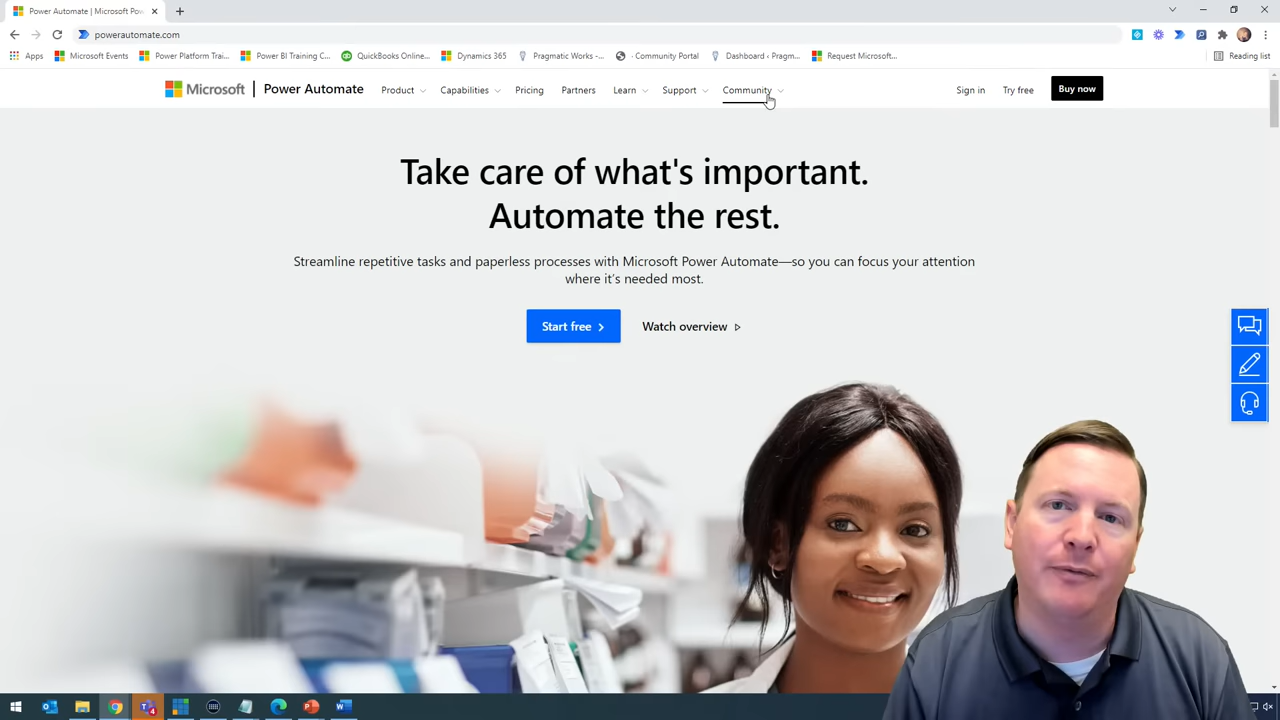 Power Automate | Microsoft Pow
powerautomate.com
Apps
Microsoft Events
Power Platform Trai...
Power BI Training C...
QuickBooks Online...
Dynamics 365
Pragmatic Works -...
· Community Portal
Dashboard ‹ Pragm...
Request Microsoft...
Reading list
Microsoft
Power Automate
Product
Capabilities
Pricing
Partners
Learn
Support
Community
Sign in
Try free
Buy now
Take care of what's important.
Automate the rest.
Streamline repetitive tasks and paperless processes with Microsoft Power Automate—so you can focus your attention
where it's needed most.
Start free
Watch overview